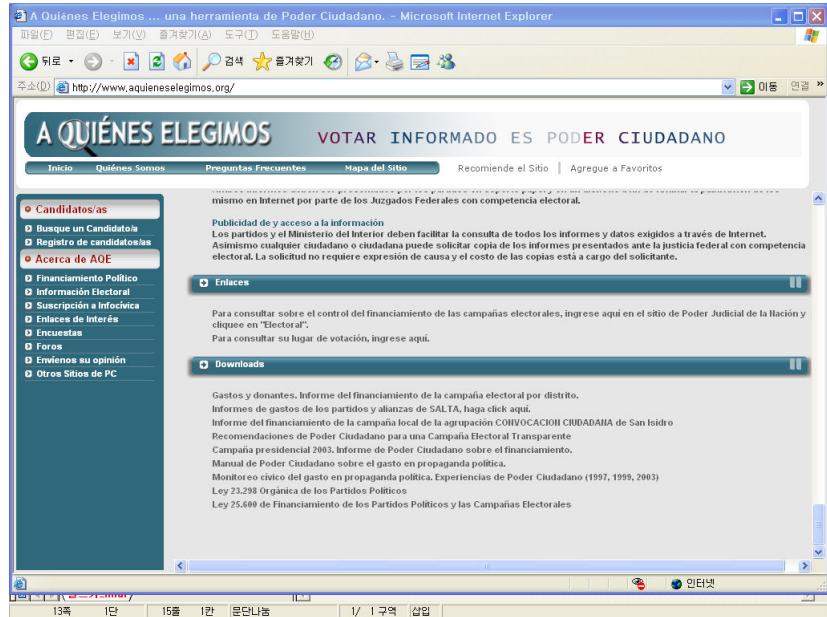 A Quiénes Elegimos ... una herramienta de Poder Ciudadano. - Microsoft Internet Explorer
파일(F) 편집(E) 보기(V) 즐겨찾기(A) 도구(T) 도움말(H)
뒤로 검색 즐겨찾기
주소(D) http://www.aquieneselegimos.org/ 이동 연결 »
A QUIÉNES ELEGIMOS VOTAR INFORMADO ES PODER CIUDADANO
Inicio Quiénes Somos Preguntas Frecuentes Mapa del Sitio Recomiende el Sitio Agregue a Favoritos
Candidatos/as
Busque un Candidato/a
Registro de candidatos/as
Acerca de AQE
Financiamiento Político
Información Electoral
Suscripción a Infocívica
Enlaces de Interés
Encuestas
Foros
Envíenos su opinión
Otros Sitios de PC
mismo en Internet por parte de los Juzgados Federales con competencia electoral.
Publicidad de y acceso a la información
Los partidos y el Ministerio del Interior deben facilitar la consulta de todos los informes y datos exigidos a través de Internet.
Asimismo cualquier ciudadano o ciudadana puede solicitar copia de los informes presentados ante la justicia federal con competencia
electoral. La solicitud no requiere expresión de causa y el costo de las copias está a cargo del solicitante.
Enlaces
Para consultar sobre el control del financiamiento de las campañas electorales, ingrese aquí en el sitio de Poder Judicial de la Nación y
cliquee en "Electoral".
Para consultar su lugar de votación, ingrese aquí.
Downloads
Gastos y donantes. Informe del financiamiento de la campaña electoral por distrito.
Informes de gastos de los partidos y alianzas de SALTA, haga click aquí.
Informe del financiamiento de la campaña local de la agrupación CONVOCACION CIUDADANA de San Isidro
Recomendaciones de Poder Ciudadano para una Campaña Electoral Transparente
Campaña presidencial 2003. Informe de Poder Ciudadano sobre el financiamiento.
Manual de Poder Ciudadano sobre el gasto en propaganda política.
Monitoreo cívico del gasto en propaganda política. Experiencias de Poder Ciudadano (1997, 1999, 2003)
Ley 23.298 Orgánica de los Partidos Políticos
Ley 25.600 de Financiamiento de los Partidos Políticos y las Campañas Electorales
인터넷
13쪽 1단 15줄 1칸 문단나눔 1/ 1구역 삽입